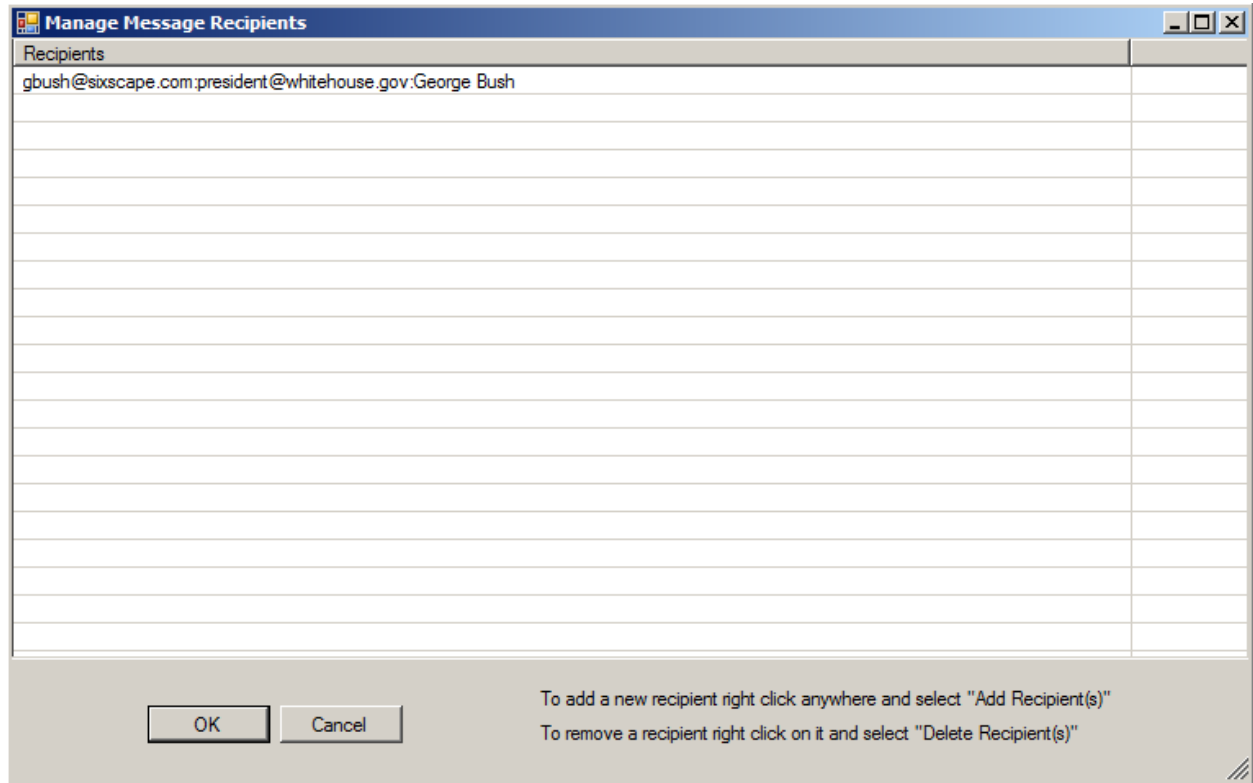 Manage Message Recipients
Recipients
gbush@sixscape.com:president@whitehouse.gov:George Bush
To add a new recipient right click anywhere and select "Add Recipient(s)"
OK
Cancel
To remove a recipient right click on it and select "Delete Recipient(s)"